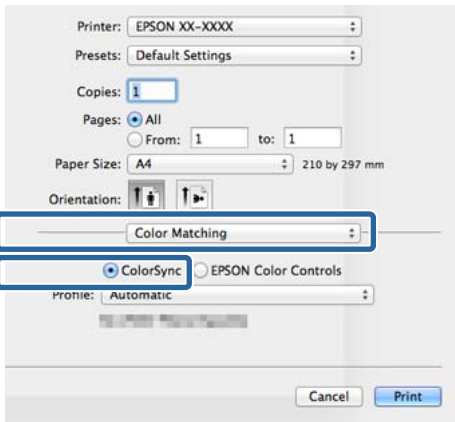 Printer: EPSON XX-XXXX
Presets: Default Settings
Copies: 1
Pages: All
From: 1 to: 1
Paper Size: A4 210 by 297 mm
Orientation:
Color Matching
ColorSync EPSON Color Controls
Profile: Automatic
Cancel Print